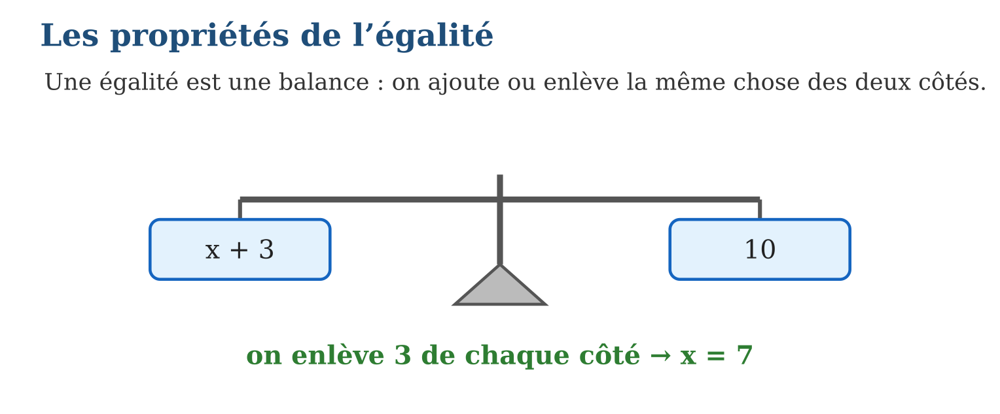 Les propriétés de l’égalité
Une égalité est une balance : on ajoute ou enlève la même chose des deux côtés.
x + 3
10
on enlève 3 de chaque côté → x = 7